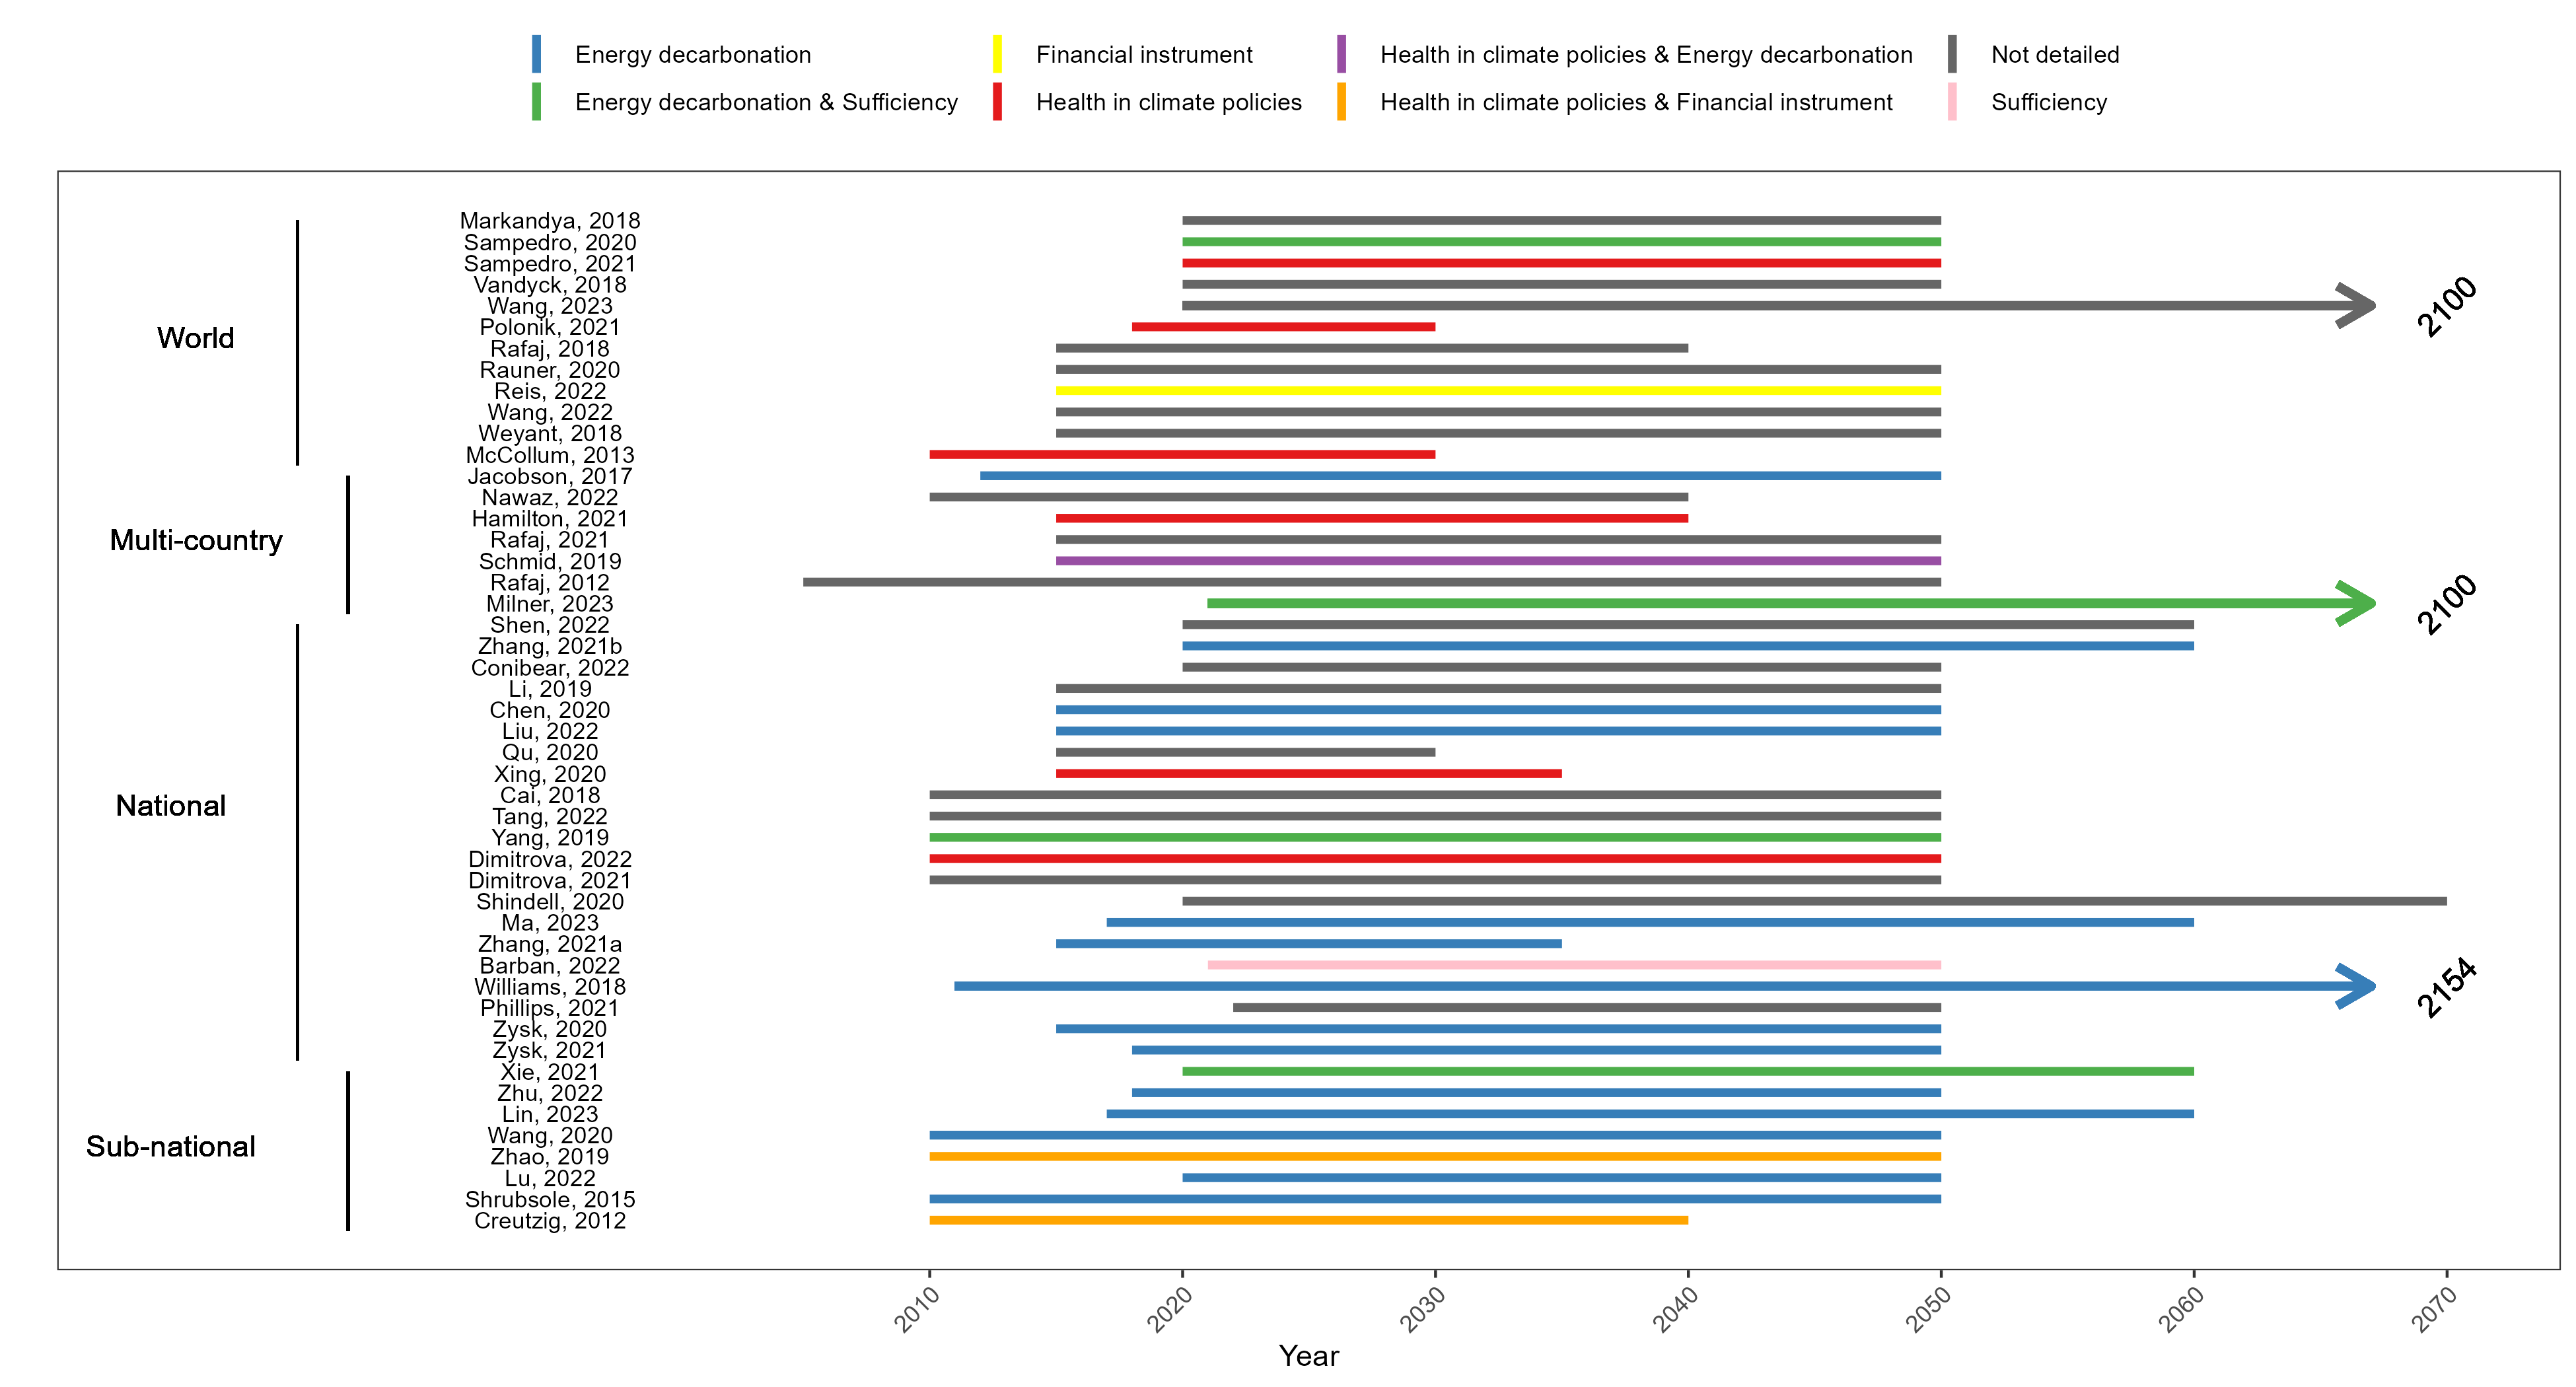 Energy decarbonation
Financial instrument
Health in climate policies & Energy decarbonation
Not detailed
Energy decarbonation & Sufficiency
Health in climate policies
Health in climate policies & Financial instrument
Sufficiency
World
Markandya, 2018
Sampedro, 2020
Sampedro, 2021
Vandyck, 2018
Wang, 2023
2100
Polonik, 2021
Rafaj, 2018
Rauner, 2020
Reis, 2022
Wang, 2022
Weyant, 2018
McCollum, 2013
Multi-country
Jacobson, 2017
Nawaz, 2022
Hamilton, 2021
Rafaj, 2021
Schmid, 2019
Rafaj, 2012
Milner, 2023
2100
National
Shen, 2022
Zhang, 2021b
Conibear, 2022
Li, 2019
Chen, 2020
Liu, 2022
Qu, 2020
Xing, 2020
Cai, 2018
Tang, 2022
Yang, 2019
Dimitrova, 2022
Dimitrova, 2021
Shindell, 2020
Ma, 2023
Zhang, 2021a
Barban, 2022
Williams, 2018
2154
Phillips, 2021
Zysk, 2020
Zysk, 2021
Sub-national
Xie, 2021
Zhu, 2022
Lin, 2023
Wang, 2020
Zhao, 2019
Lu, 2022
Shrubsole, 2015
Creutzig, 2012
2010
2020
2030
2040
2050
2060
2070
Year